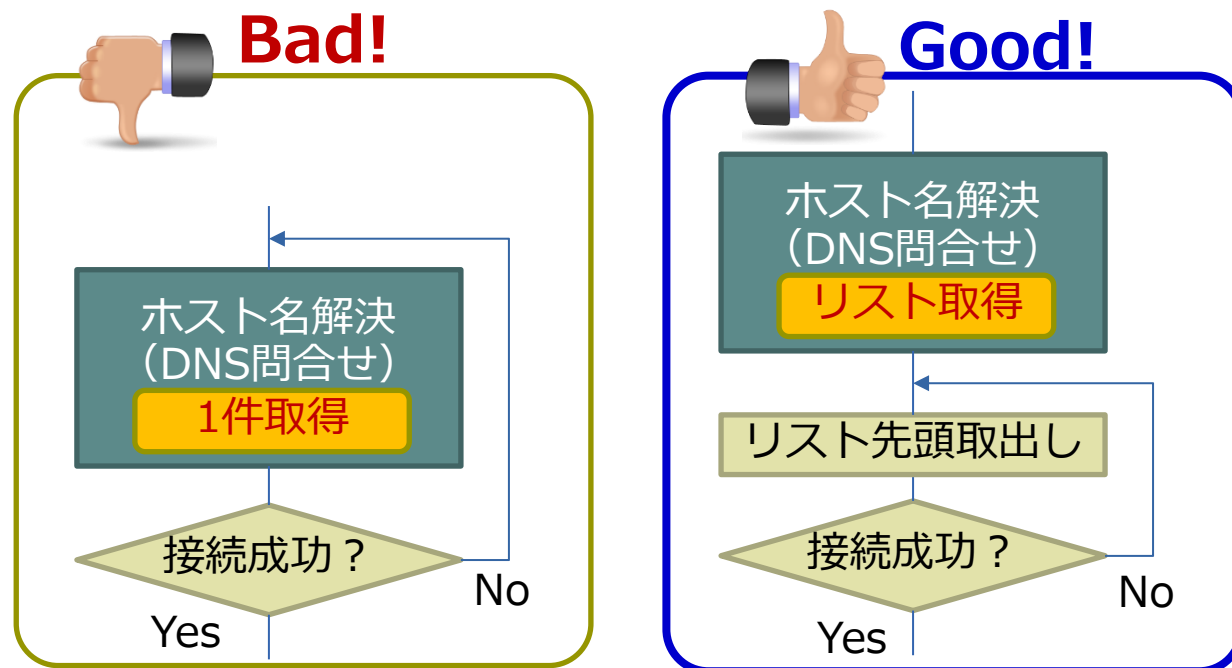 Bad!
ホスト名解決
（DNS問合せ）
1件取得
接続成功？
No
Yes
Good!
ホスト名解決
（DNS問合せ）
リスト取得
リスト先頭取出し
接続成功？
No
Yes